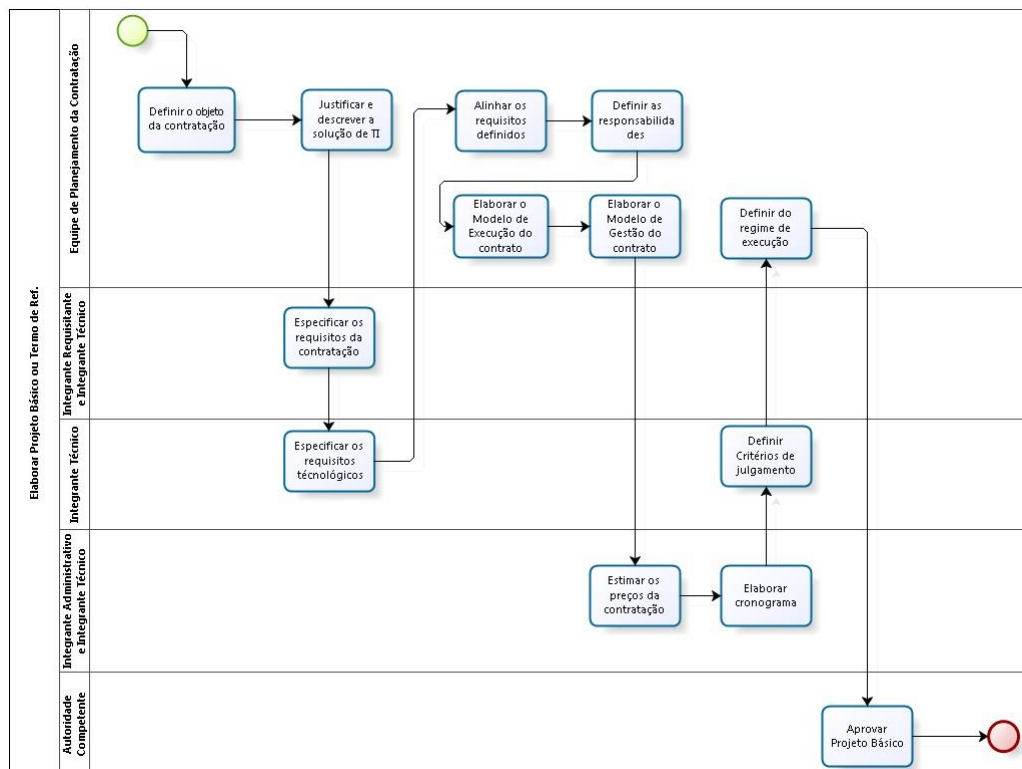 Elaborar Projeto Básico ou Termo de Ref.
Equipe de Planejamento da Contratação
Definir o objeto
da contratação
Justificar e
descrever a
solução de TI
Alinhar os
requisitos
definidos
Definir as
responsabilida
des
Elaborar o
Modelo de
Execução do
contrato
Elaborar o
Modelo de
Gestão do
contrato
Definir do
regime de
execução
Integrante Requisitante
e Integrante Técnico
Especificar os
requisitos da
contratação
Integrante Técnico
Especificar os
requisitos
técnológicos
Definir
Critérios de
julgamento
Integrante Administrativo
e Integrante Técnico
Estimar os
preços da
contratação
Elaborar
cronograma
Autoridade
Competente
Aprovar
Projeto Básico